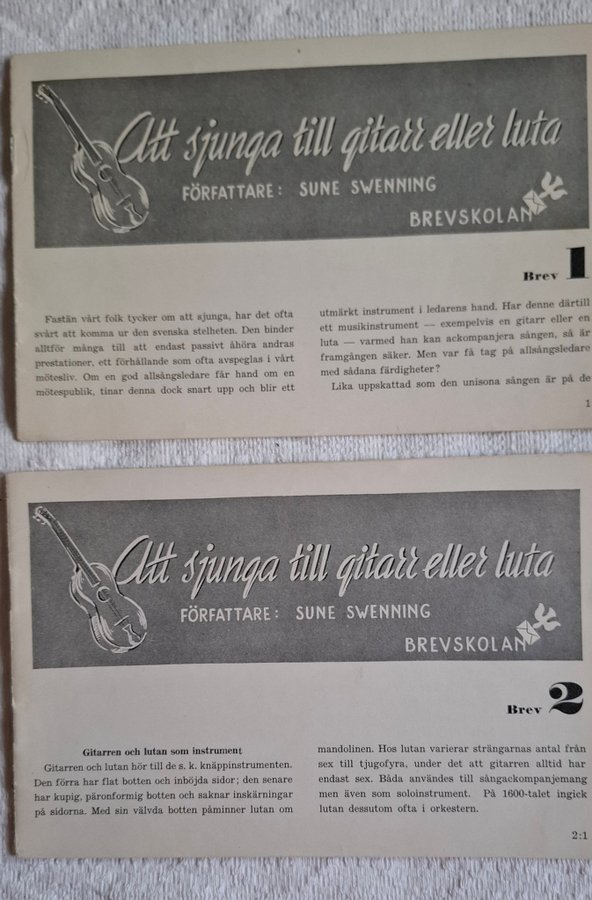 Att sjunga till gitarr eller luta
FÖRFATTARE: SUNE SWENNING
BREVSKOLAN
Brev 1
Fastän vårt folk tycker om att sjunga, har det ofta
svårt att komma ur den svenska stelheten. Den binder
alltför många till att endast passivt åhöra andras
prestationer, ett förhållande som ofta avspeglas i vårt
mötesliv. Om en god allsångsledare får hand om en
mötespublik, tinar denna dock snart upp och blir ett
utmärkt instrument i ledarens hand. Har denne därtill
ett musikinstrument — exempelvis en gitarr eller en
luta — varmed han kan ackompanjera sången, så är
framgången säker. Men var få tag på allsångsledare
med sådana färdigheter?
Lika uppskattad som den unisona sången är på de
1
Att sjunga till gitarr eller luta
FÖRFATTARE: SUNE SWENNING
BREVSKOLAN
Brev 2
Gitarren och lutan som instrument
Gitarren och lutan hör till de s. k. knäppinstrumenten.
Den förra har flat botten och inböjda sidor; den senare
har kupig, päronformig botten och saknar inskärningar
på sidorna. Med sin välvda botten påminner lutan om
mandolinen. Hos lutan varierar strängarnas antal från
sex till tjugofyra, under det att gitarren alltid har
endast sex. Båda användes till sångackompanjemang
men även som soloinstrument. På 1600-talet ingick
lutan dessutom ofta i orkestern.
2:1